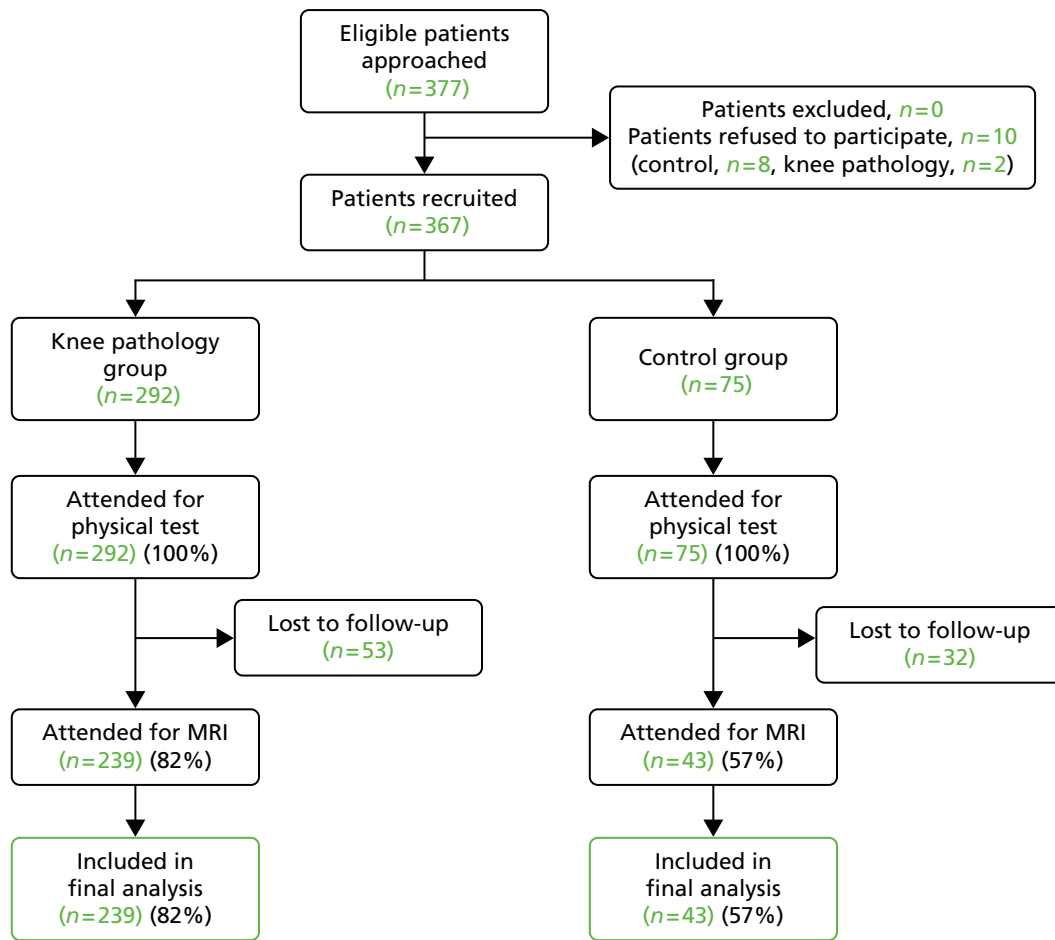 Eligible patients
approached
(n=377)
Patients excluded, n=0
Patients refused to participate, n=10
(control, n=8, knee pathology, n=2)
Patients recruited
(n=367)
Knee pathology
group
(n=292)
Control group
(n=75)
Attended for
physical test
(n=292) (100%)
Attended for
physical test
(n=75) (100%)
Lost to follow-up
(n=53)
Lost to follow-up
(n=32)
Attended for MRI
(n=239) (82%)
Attended for MRI
(n=43) (57%)
Included in
final analysis
(n=239) (82%)
Included in
final analysis
(n=43) (57%)